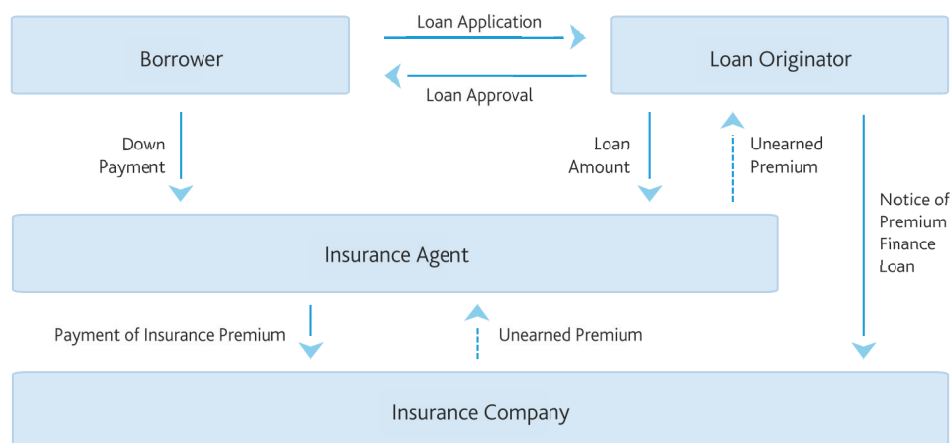 Loan Application
Borrower
Loan Originator
Loan Approval
Down
Payment
Loan
Amount
Unearned
Premium
Notice of
Premium
Finance
Loan
Insurance Agent
Payment of Insurance Premium
Unearned Premium
Insurance Company